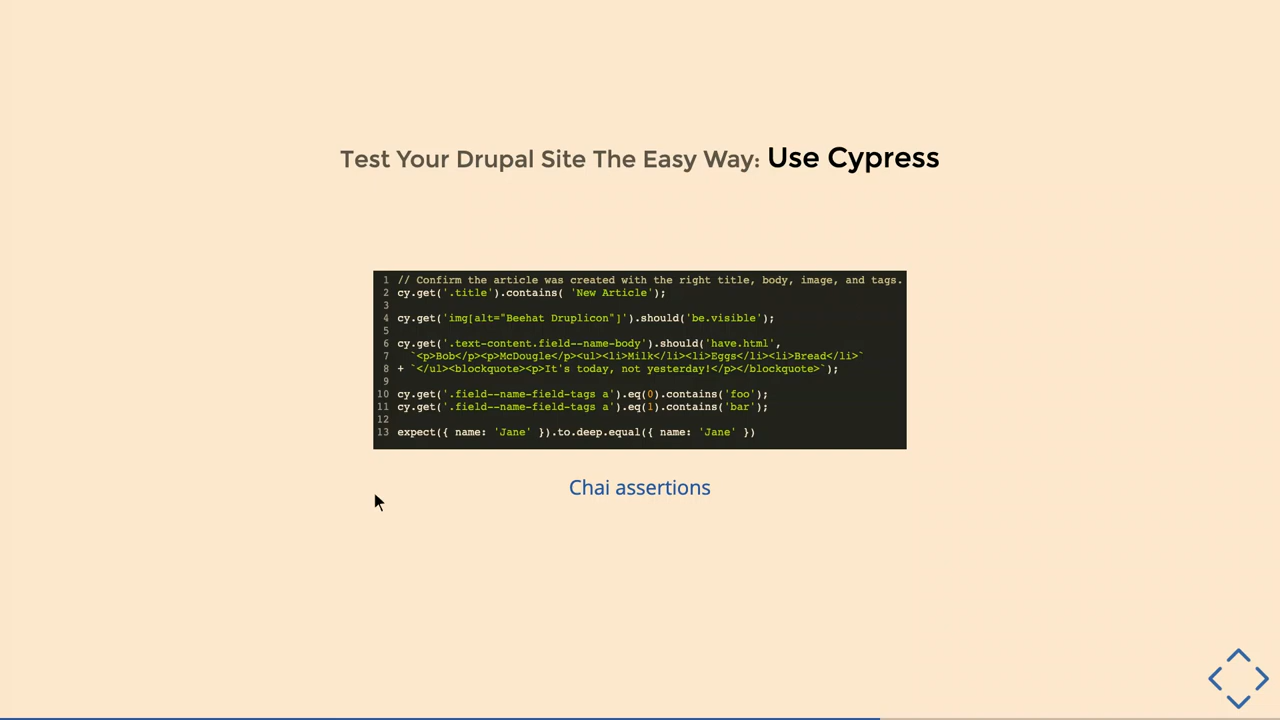 Test Your Drupal Site The Easy Way: Use Cypress
1 // Confirm the article was created with the right title, body, image, and tags.
2 cy.get('.title').contains( 'New Article');
3
4 cy.get('img[alt="Beehat Druplicon"]').should('be.visible');
5
6 cy.get('.text-content.field--name-body').should('have.html',
7 `<p>Bob</p><p>McDougle</p><ul><li>Milk</li><li>Eggs</li><li>Bread</li>`
8 + `</ul><blockquote><p>It's today, not yesterday!</p></blockquote>`);
9
10 cy.get('.field--name-field-tags a').eq(0).contains('foo');
11 cy.get('.field--name-field-tags a').eq(1).contains('bar');
12
13 expect({ name: 'Jane' }).to.deep.equal({ name: 'Jane' })
Chai assertions